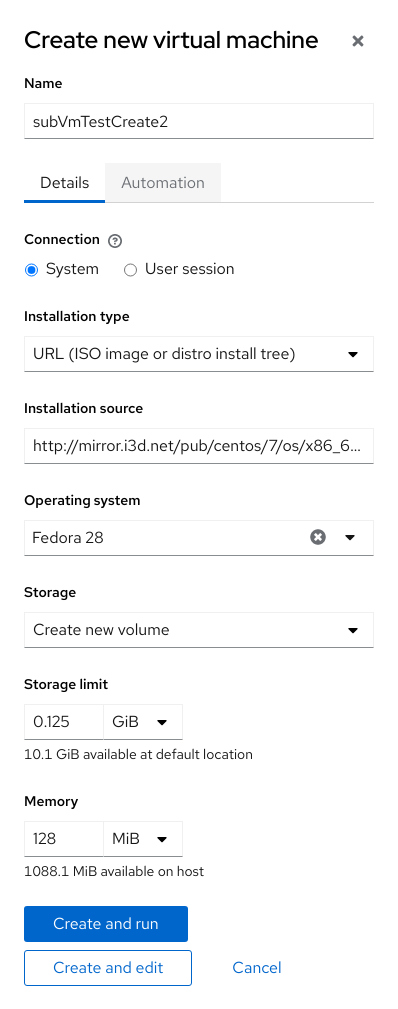 Create new virtual machine
Name
subVmTestCreate2
Details
Automation
Connection
System
User session
Installation type
URL (ISO image or distro install tree)
Installation source
http://mirror.i3d.net/pub/centos/7/os/x86_6...
Operating system
Fedora 28
Storage
Create new volume
Storage limit
0.125 GiB
10.1 GiB available at default location
Memory
128 MiB
1088.1 MiB available on host
Create and run
Create and edit
Cancel